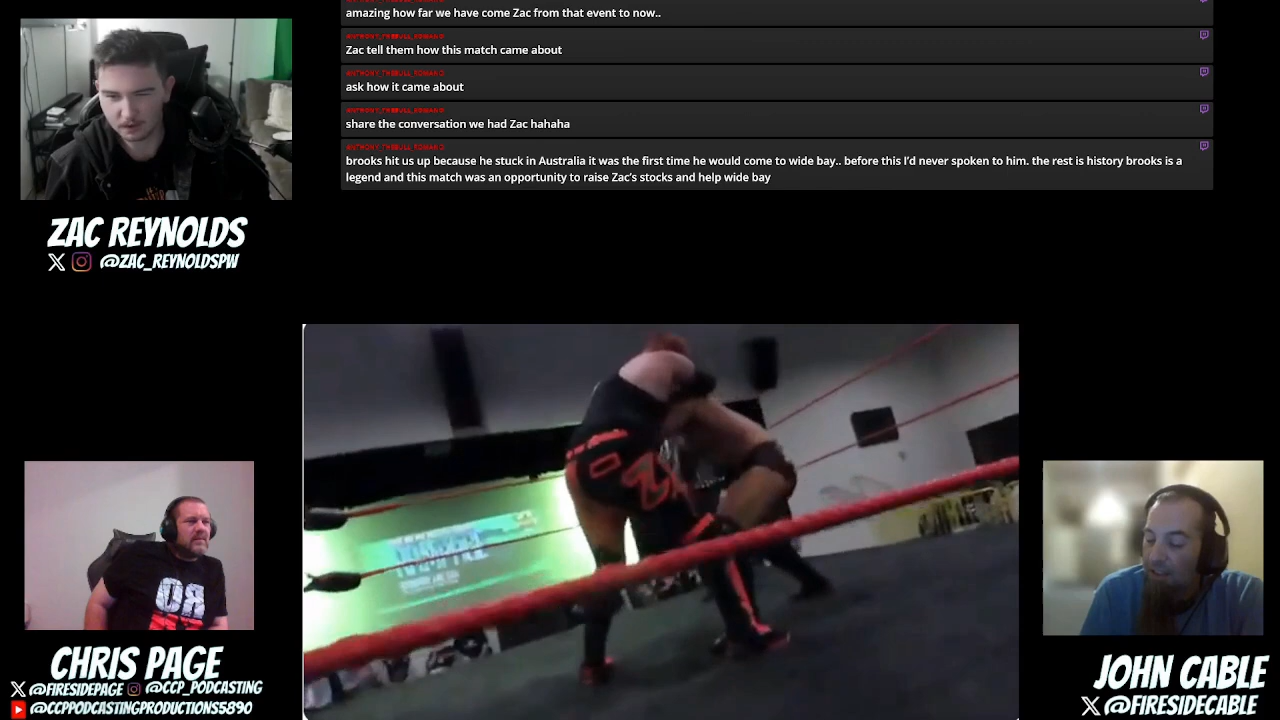 amazing how far we have come Zac from that event to now..
ANTHONY_THEBULL_ROMANO
Zac tell them how this match came about
ANTHONY_THEBULL_ROMANO
ask how it came about
ANTHONY_THEBULL_ROMANO
share the conversation we had Zac hahaha
ANTHONY_THEBULL_ROMANO
brooks hit us up because he stuck in Australia it was the first time he would come to wide bay.. before this I'd never spoken to him. the rest is history brooks is a
legend and this match was an opportunity to raise Zac's stocks and help wide bay
ZAC REYNOLDS
@ZAC_REYNOLDSPW
CHRIS PAGE
@FIRESIDEPAGE @CCP_PODCASTING
@CCPPODCASTINGPRODUCTIONS5890
JOHN CABLE
@FIRESIDECABLE